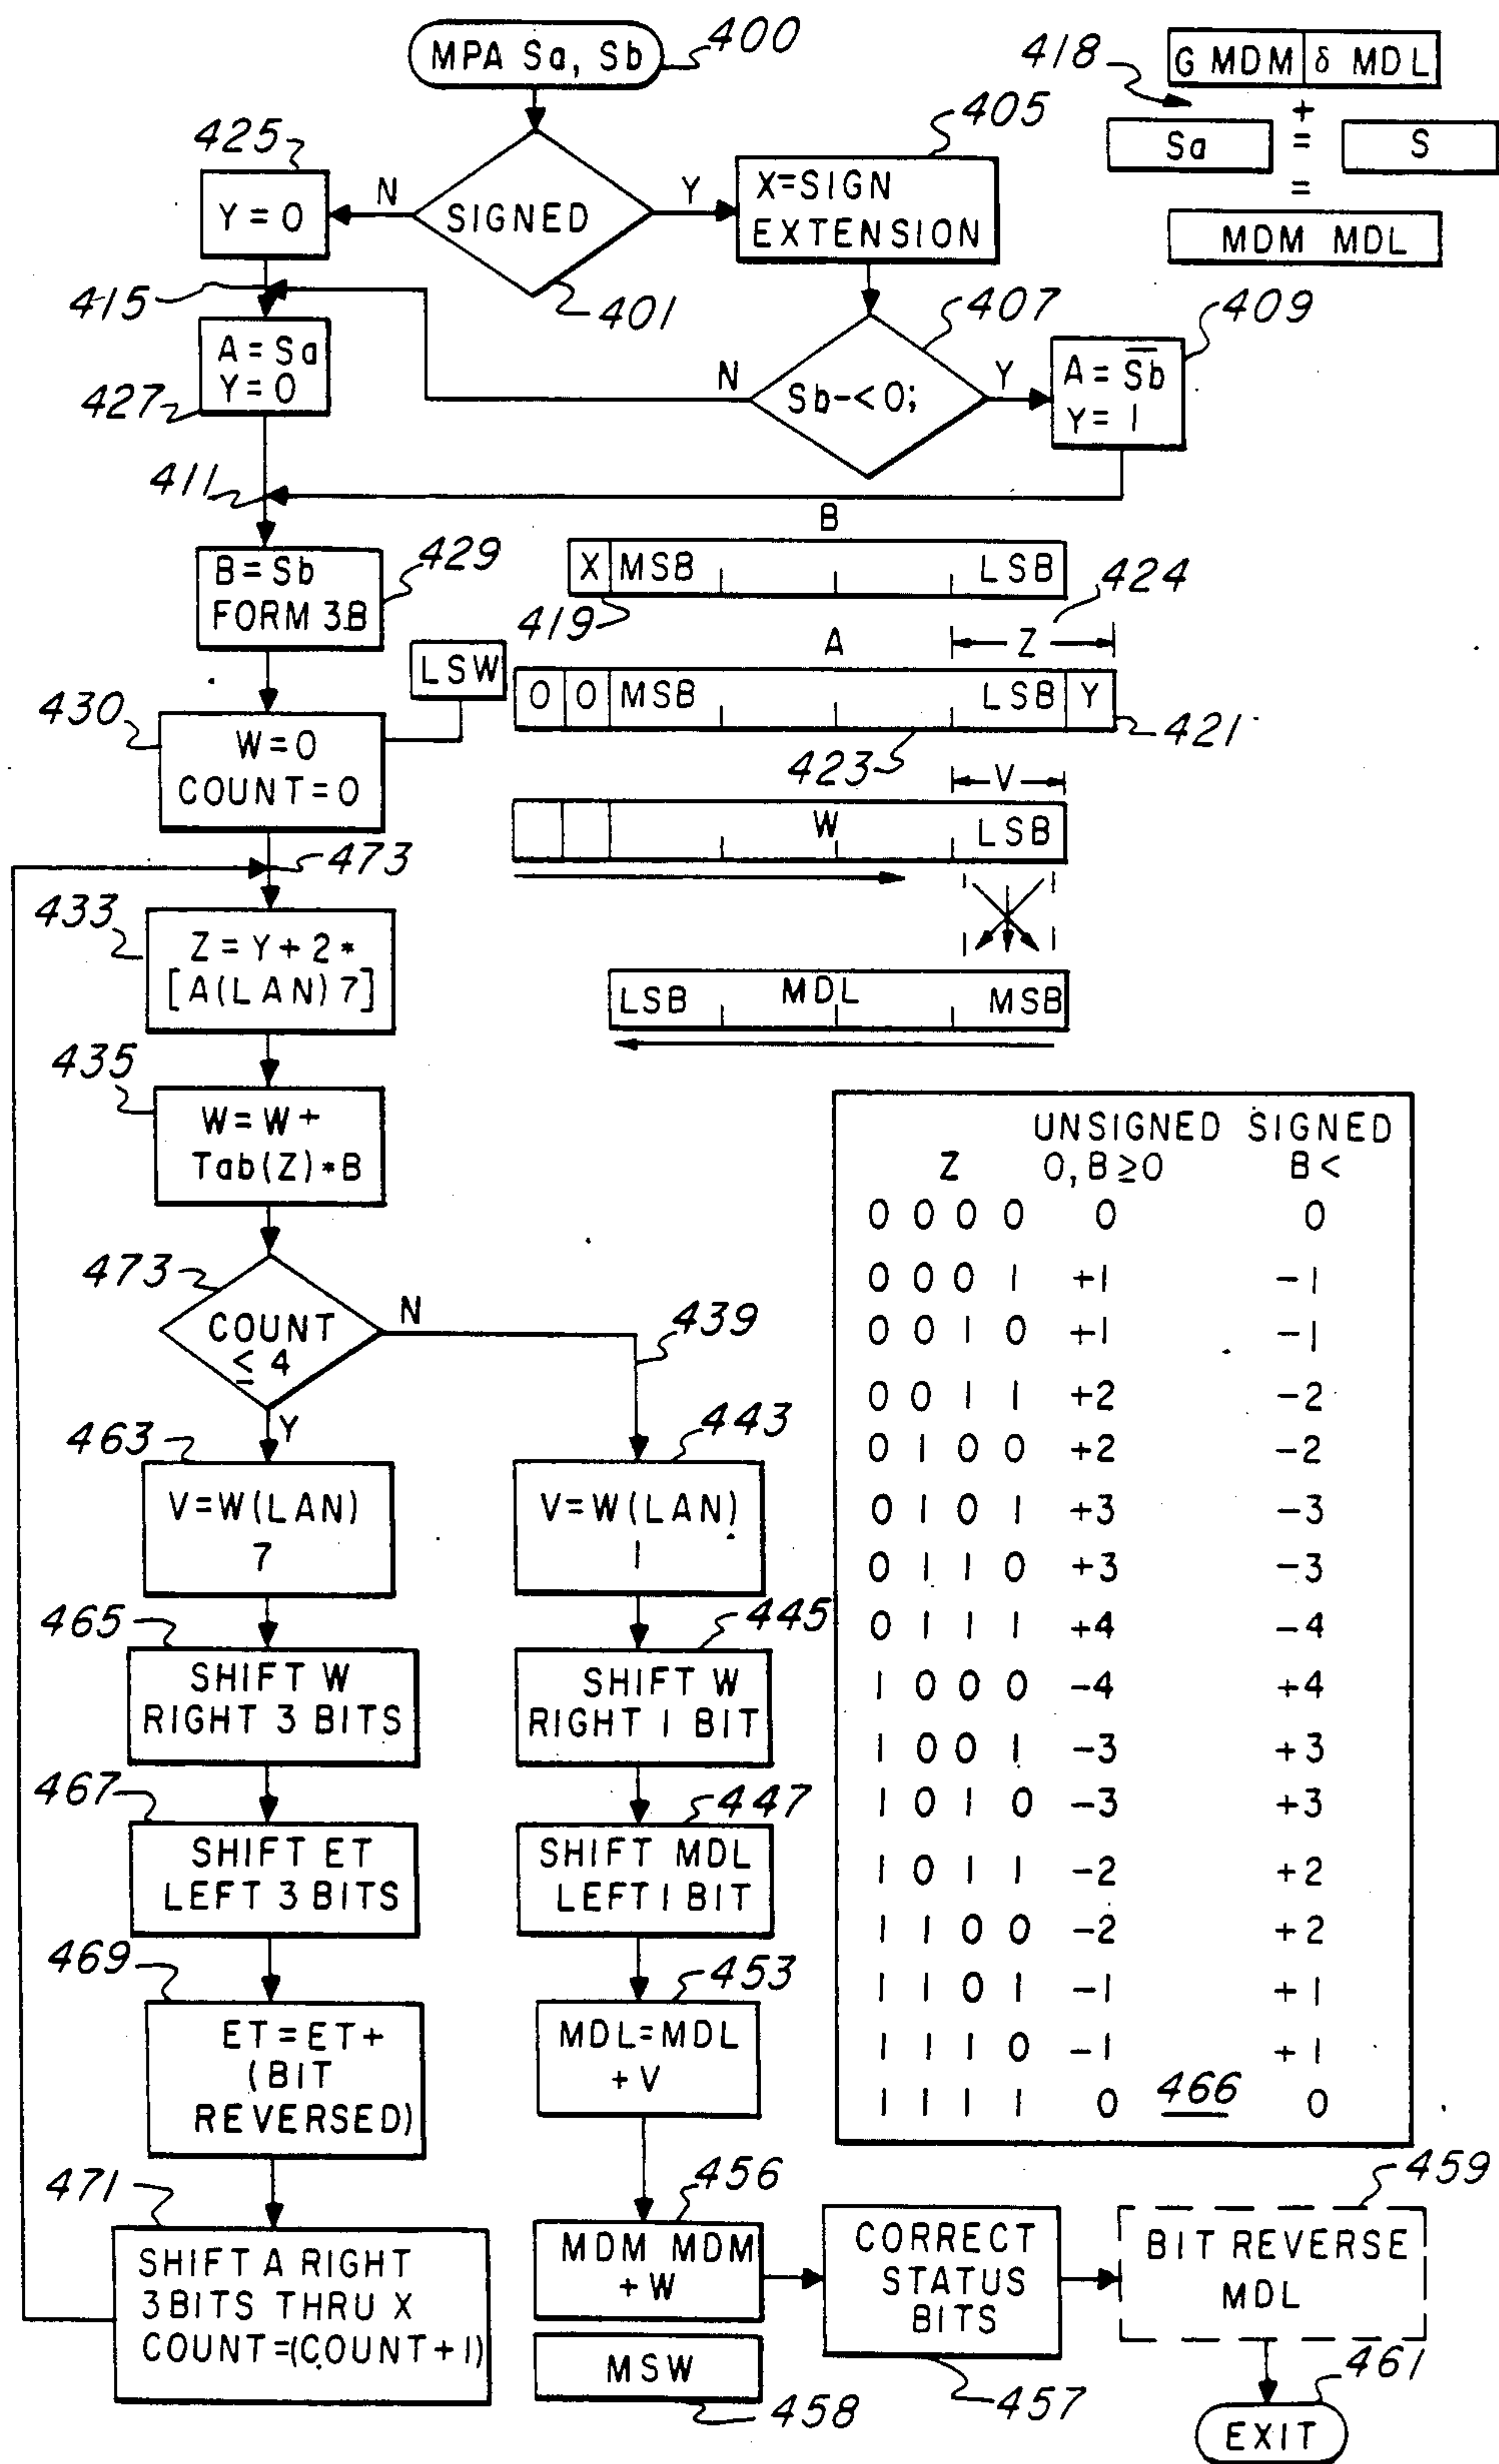 MPA Sa, Sb
400
418
G MDM δ MDL
+
Sa = S
=
MDM MDL
425
405
Y = 0
N
SIGNED
Y
X=SIGN
EXTENSION
415
401
407
409
A = Sa
Y = 0
427
N
Sb-<0;
Y
A = S̅b̅
Y = 1
411
B
B=Sb
FORM 3B
429
X MSB LSB
424
419
A
Z
LSW
0 0 MSB LSB Y
421
430
W=0
COUNT=0
423
V
W LSB
473
433
Z = Y + 2*
[A(LAN) 7]
LSB MDL MSB
435
W= W +
Tab(Z)*B
UNSIGNED SIGNED
Z 0, B ≥0 B <
0 0 0 0 0 0
0 0 0 1 +1 -1
0 0 1 0 +1 -1
0 0 1 1 +2 -2
0 1 0 0 +2 -2
0 1 0 1 +3 -3
0 1 1 0 +3 -3
0 1 1 1 +4 -4
1 0 0 0 -4 +4
1 0 0 1 -3 +3
1 0 1 0 -3 +3
1 0 1 1 -2 +2
1 1 0 0 -2 +2
1 1 0 1 -1 +1
1 1 1 0 -1 +1
1 1 1 1 0 466 0
473
COUNT
≤ 4
N
439
Y
463
443
V=W(LAN)
7
V=W(LAN)
1
465
445
SHIFT W
RIGHT 3 BITS
SHIFT W
RIGHT 1 BIT
467
447
SHIFT ET
LEFT 3 BITS
SHIFT MDL
LEFT 1 BIT
469
453
ET=ET+
(BIT
REVERSED)
MDL=MDL
+V
471
456
459
SHIFT A RIGHT
3 BITS THRU X
COUNT=(COUNT+1)
MDM MDM
+ W
CORRECT
STATUS
BITS
BIT REVERSE
MDL
MSW
458
457
461
EXIT